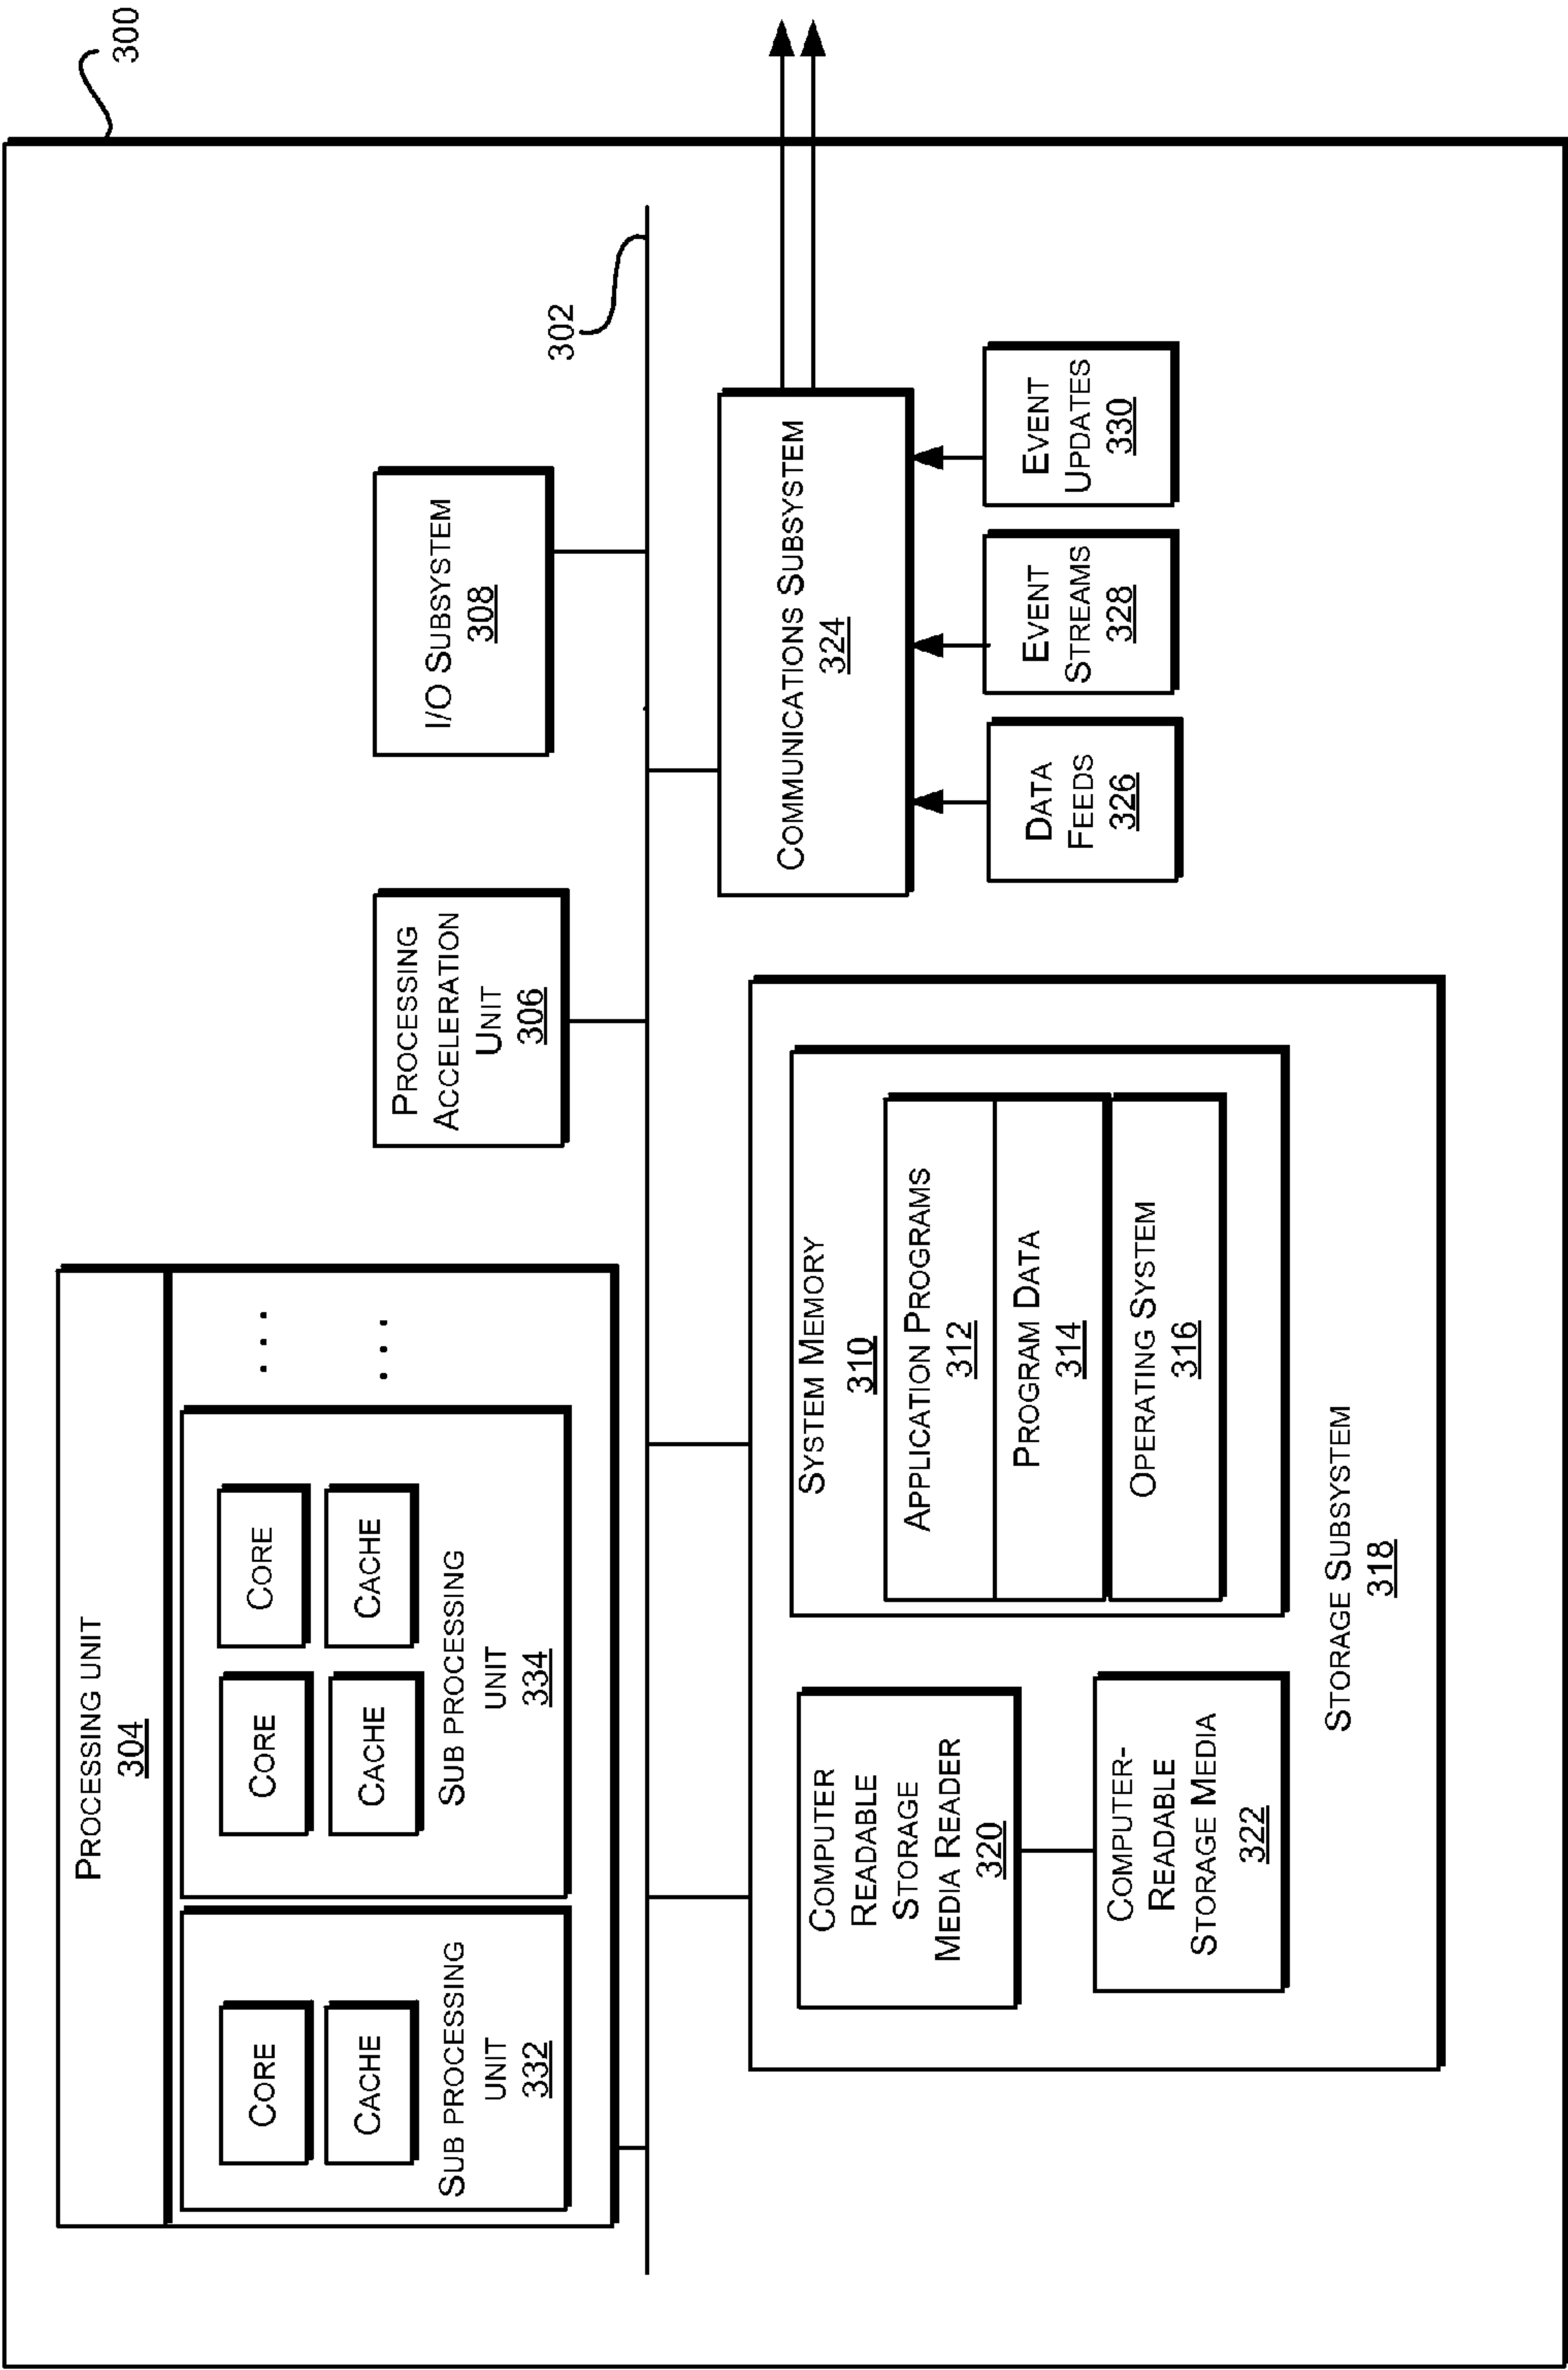 300
PROCESSING UNIT
304
CORE
CACHE
SUB PROCESSING
UNIT
332
CORE
CORE
CACHE
CACHE
SUB PROCESSING
UNIT
334
. . .
. . .
PROCESSING
ACCELERATION
UNIT
306
I/O SUBSYSTEM
308
302
COMPUTER
READABLE
STORAGE
MEDIA READER
320
COMPUTER-
READABLE
STORAGE MEDIA
322
SYSTEM MEMORY
310
APPLICATION PROGRAMS
312
PROGRAM DATA
314
OPERATING SYSTEM
316
STORAGE SUBSYSTEM
318
COMMUNICATIONS SUBSYSTEM
324
DATA
FEEDS
326
EVENT
STREAMS
328
EVENT
UPDATES
330